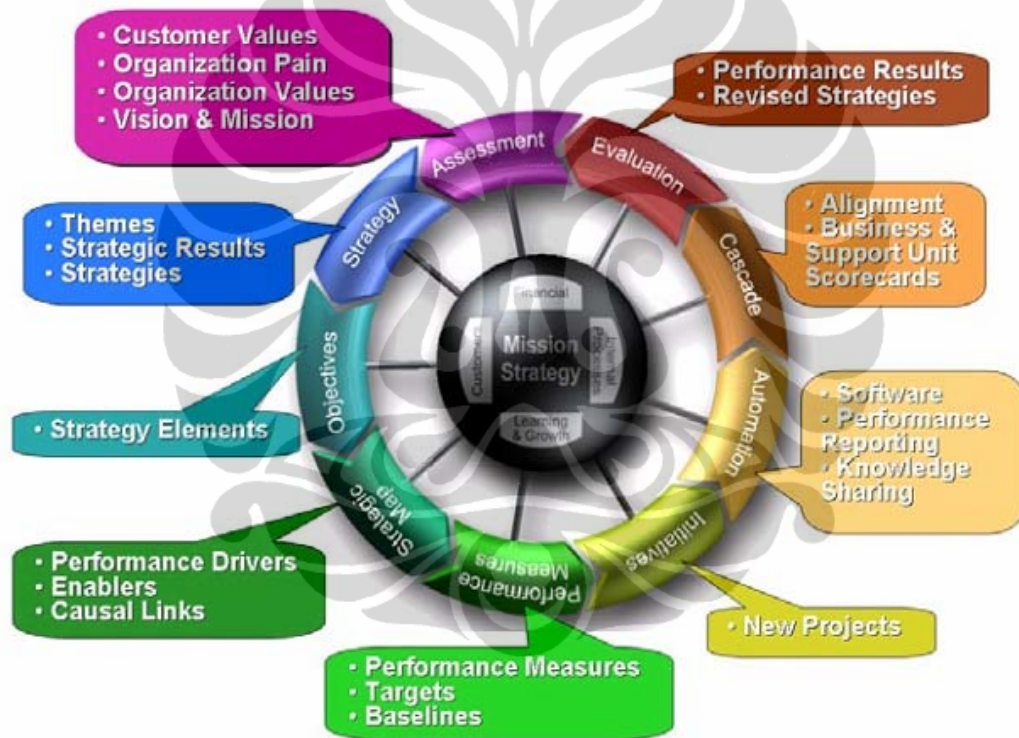 • Customer Values
• Organization Pain
• Organization Values
• Vision & Mission
• Performance Results
• Revised Strategies
Assessment
Evaluation
• Themes
• Strategic Results
• Strategies
Strategy
Cascade
• Alignment
• Business &
Support Unit
Scorecards
Financial
Customers
Mission
Strategy
Internal
Processes
Learning
& Growth
Objectives
• Strategy Elements
Automation
• Software
• Performance
Reporting
• Knowledge
Sharing
Strategic
Map
• Performance Drivers
• Enablers
• Causal Links
Performance
Measures
Initiatives
• New Projects
• Performance Measures
• Targets
• Baselines